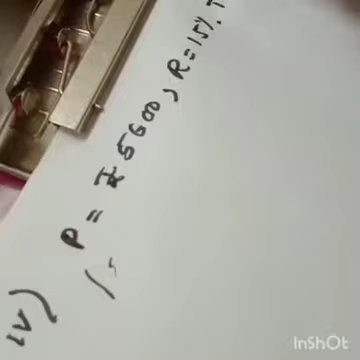 iv) P = ₹ 5600, R = 15% T
InShOt